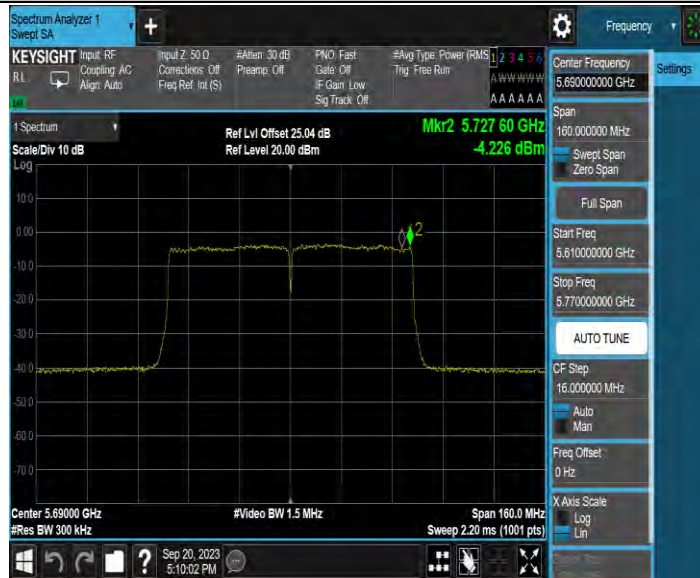 Spectrum Analyzer 1
Swept SA
+
Frequency
KEYSIGHT
RL
Input: RF
Coupling: AC
Align: Auto
Input Z: 50 Ω
Corrections: Off
Freq Ref: Int (S)
#Atten: 30 dB
Preamp: Off
PNO: Fast
Gate: Off
IF Gain: Low
Sig Track: Off
#Avg Type: Power (RMS
Trig: Free Run
1 2 3 4 5 6
A W W W W W
A A A A A A
1 Spectrum
Scale/Div 10 dB
Ref Lvl Offset 25.04 dB
Ref Level 20.00 dBm
Mkr2 5.727 60 GHz
-4.226 dBm
Log
10.0
0.00
-10.0
-20.0
-30.0
-40.0
-50.0
-60.0
-70.0
2
Center 5.69000 GHz
#Res BW 300 kHz
#Video BW 1.5 MHz
Span 160.0 MHz
Sweep 2.20 ms (1001 pts)
Center Frequency
5.690000000 GHz
Settings
Span
160.000000 MHz
Swept Span
Zero Span
Full Span
Start Freq
5.610000000 GHz
Stop Freq
5.770000000 GHz
AUTO TUNE
CF Step
16.000000 MHz
Auto
Man
Freq Offset
0 Hz
X Axis Scale
Log
Lin
?
Sep 20, 2023
5:10:02 PM